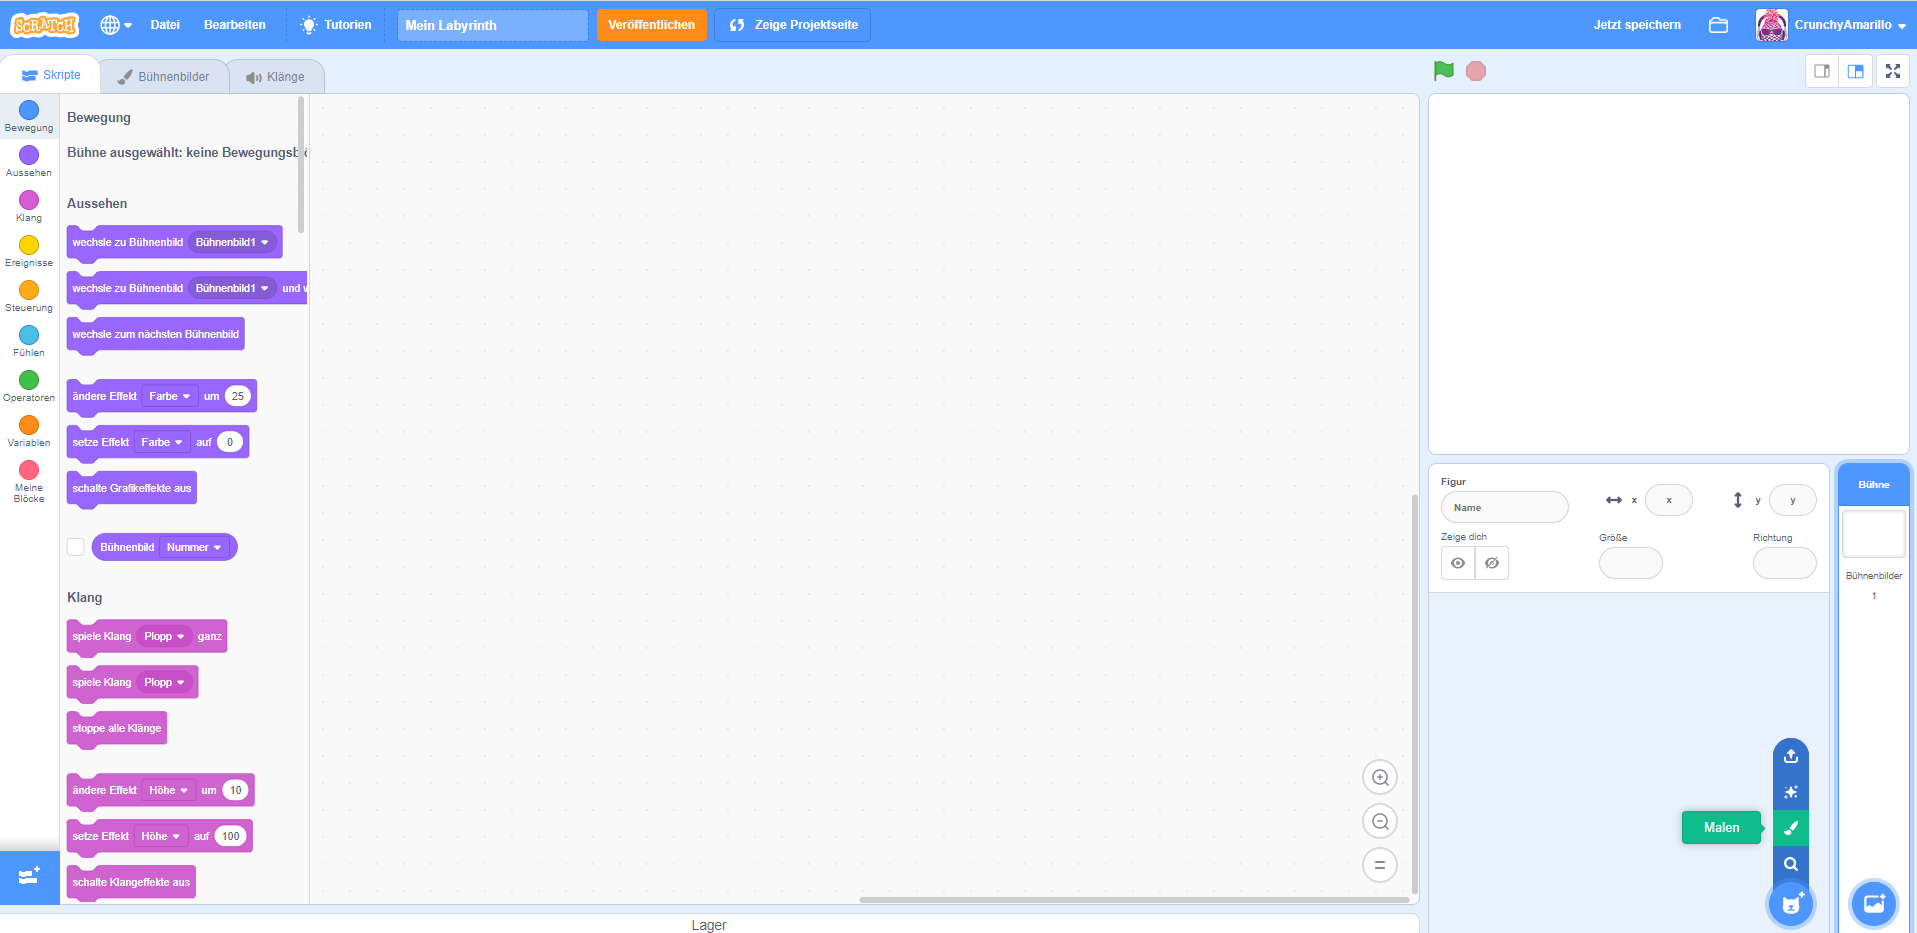 SCRATCH
Datei
Bearbeiten
Tutorien
Mein Labyrinth
Veröffentlichen
Zeige Projektseite
Jetzt speichern
CrunchyAmarillo
Skripte
Bühnenbilder
Klänge
Bewegung
Aussehen
Klang
Ereignisse
Steuerung
Fühlen
Operatoren
Variablen
Meine
Blöcke
Bewegung
Bühne ausgewählt: keine
Aussehen
wechsle zu Bühnenbild Bühnenbild1
wechsle zu Bühnenbild Bühnenbild1 und
wechsle zum nächsten Bühnenbild
ändere Effekt Farbe um 25
setze Effekt Farbe auf 0
schalte Grafikeffekte aus
Bühnenbild Nummer
Klang
spiele Klang Plopp ganz
spiele Klang Plopp
stoppe alle Klänge
ändere Effekt Höhe um 10
setze Effekt Höhe auf 100
schalte Klangeffekte aus
Lager
Figur
Name
x x
y y
Zeige dich
Größe
Richtung
Bühne
Bühnenbilder
1
Malen